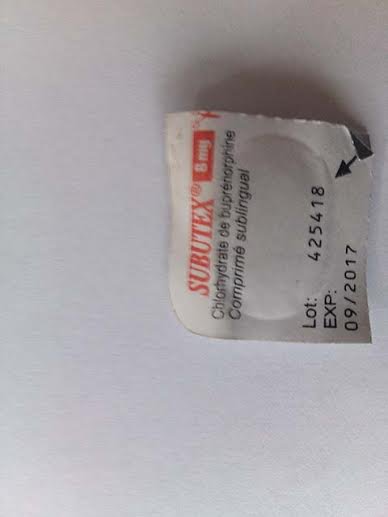 SUBUTEX® 8 mg
Chlorhydrate de buprénorphine
Comprimé sublingual
Lot: 425418
EXP:
09/2017